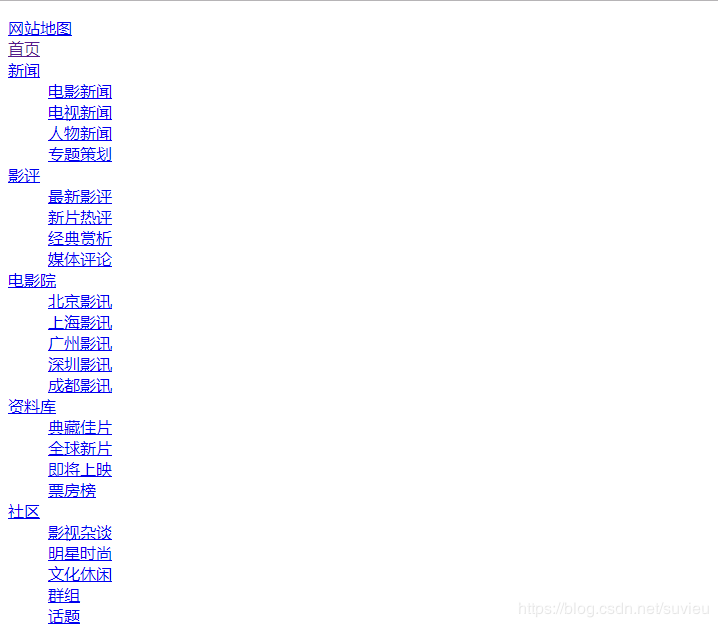 网站地图
首页
新闻
电影新闻
电视新闻
人物新闻
专题策划
影评
最新影评
新片热评
经典赏析
媒体评论
电影院
北京影讯
上海影讯
广州影讯
深圳影讯
成都影讯
资料库
典藏佳片
全球新片
即将上映
票房榜
社区
影视杂谈
明星时尚
文化休闲
群组
话题
https://blog.csdn.net/suvieu